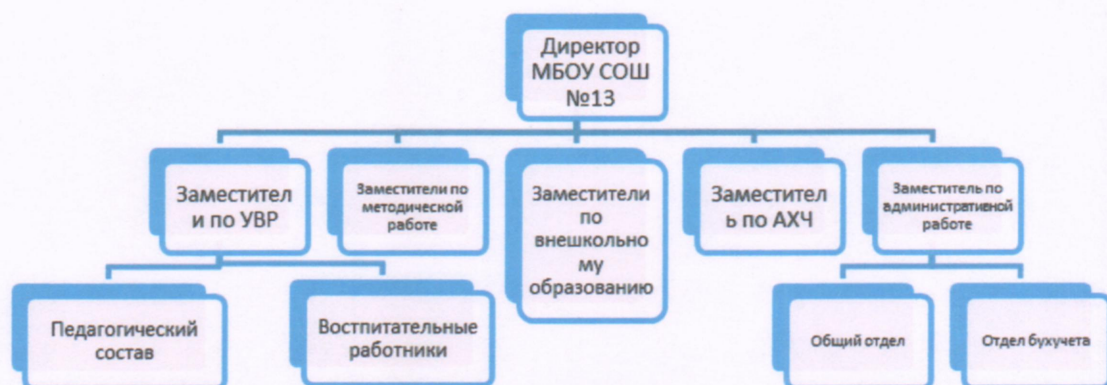 Директор
МБОУ СОШ
№13
Заместител
и по УВР
Заместители по
методической
работе
Заместители
по
внешкольно
му
образованию
Заместител
ь по АХЧ
Заместитель по
административной
работе
Педагогический
состав
Востпитательные
работники
Общий отдел
Отдел бухучета